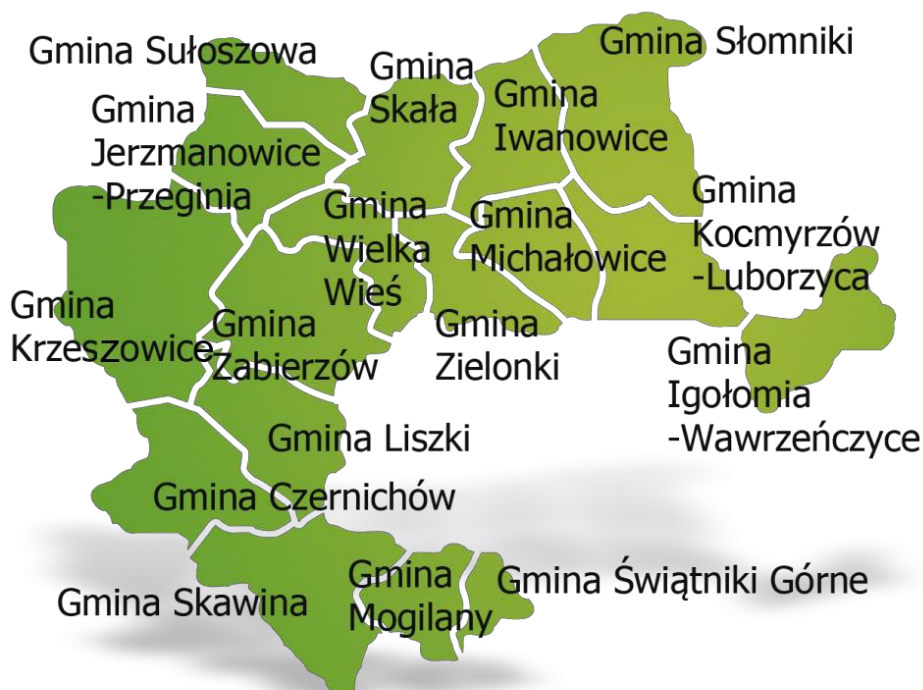 Gmina Sułoszowa
Gmina Słomniki
Gmina
Skała
Gmina
Iwanowice
Gmina
Jerzmanowice
-Przeginia
Gmina
Kocmyrzów
-Luborzyca
Gmina
Wielka
Wieś
Gmina
Michałowice
Gmina
Krzeszowice
Gmina
Zabierzów
Gmina
Zielonki
Gmina
Igołomia
-Wawrzeńczyce
Gmina Liszki
Gmina Czernichów
Gmina Skawina
Gmina
Mogilany
Gmina Świątniki Górne